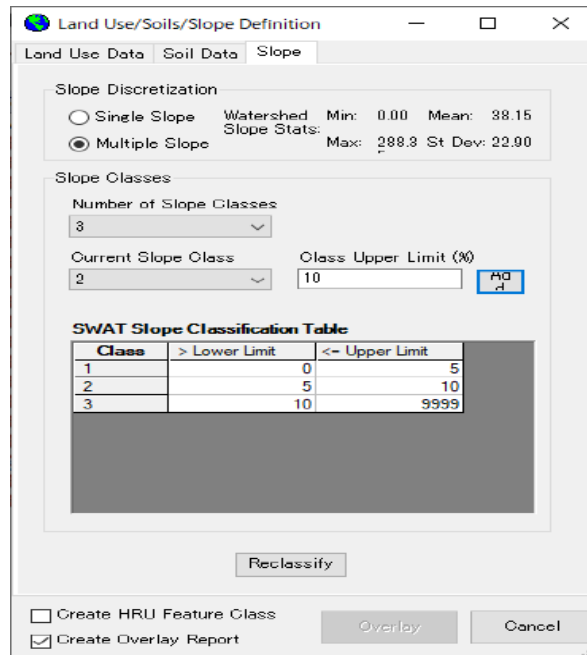 Land Use/Soils/Slope Definition
Land Use Data Soil Data Slope
Slope Discretization
Single Slope
Multiple Slope
Watershed Min: 0.00 Mean: 38.15
Slope Stats:
Max: 288.3 St Dev: 22.90
Slope Classes
Number of Slope Classes
3
Current Slope Class Class Upper Limit (%)
2 10
SWAT Slope Classification Table
Class > Lower Limit <= Upper Limit
1 0 5
2 5 10
3 10 9999
Reclassify
Create HRU Feature Class
Create Overlay Report
Overlay Cancel